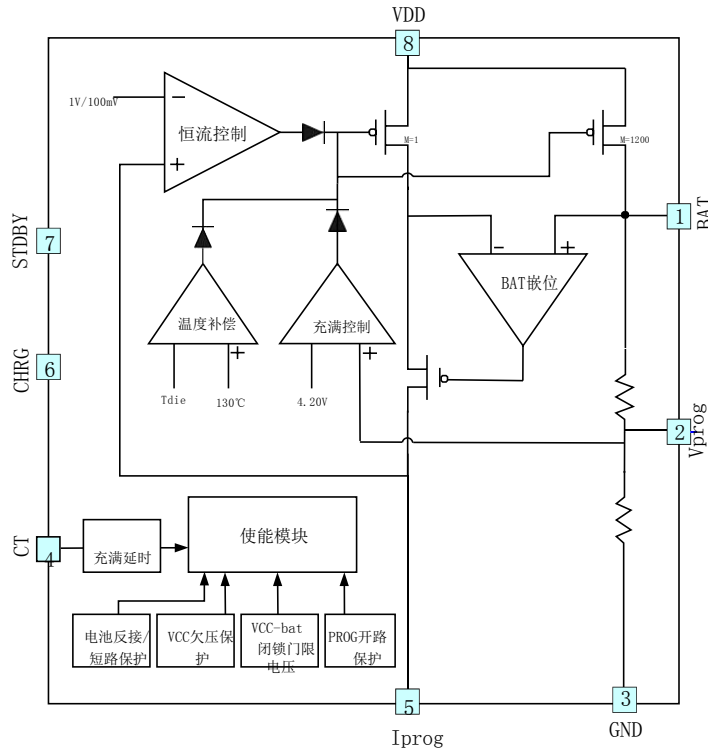 VDD
8
1V/100mV
恒流控制
M=1
M=1200
STDBY
7
1
BAT
BAT嵌位
温度补偿
充满控制
CHRG
6
Tdie
130℃
4.20V
2
Vprog
CT
4
充满延时
使能模块
电池反接/
短路保护
VCC欠压保
护
VCC-bat
闭锁门限
电压
PROG开路
保护
5
Iprog
3
GND